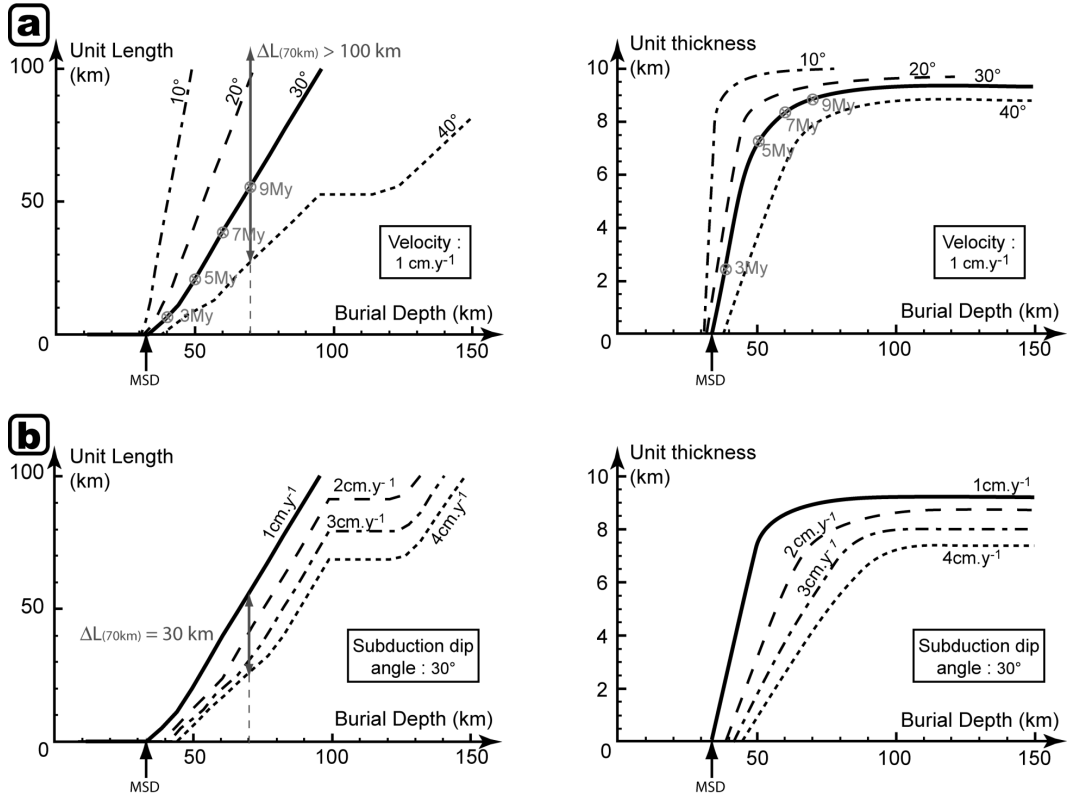 a
Unit Length
(km)
100
50
0
10°
20°
30°
40°
ΔL(70km) > 100 km
3My
5My
7My
9My
Velocity :
1 cm.y-1
Burial Depth (km)
50
100
150
MSD
Unit thickness
(km)
10
8
6
4
2
0
10°
20°
30°
40°
9My
7My
5My
3My
Velocity :
1 cm.y-1
Burial Depth (km)
50
100
150
MSD
b
Unit Length
(km)
100
50
0
1cm.y-1
2cm.y-1
3cm.y-1
4cm.y-1
ΔL(70km) = 30 km
Subduction dip
angle : 30°
Burial Depth (km)
50
100
150
MSD
Unit thickness
(km)
10
8
6
4
2
0
1cm.y-1
2cm.y-1
3cm.y-1
4cm.y-1
Subduction dip
angle : 30°
Burial Depth (km)
50
100
150
MSD